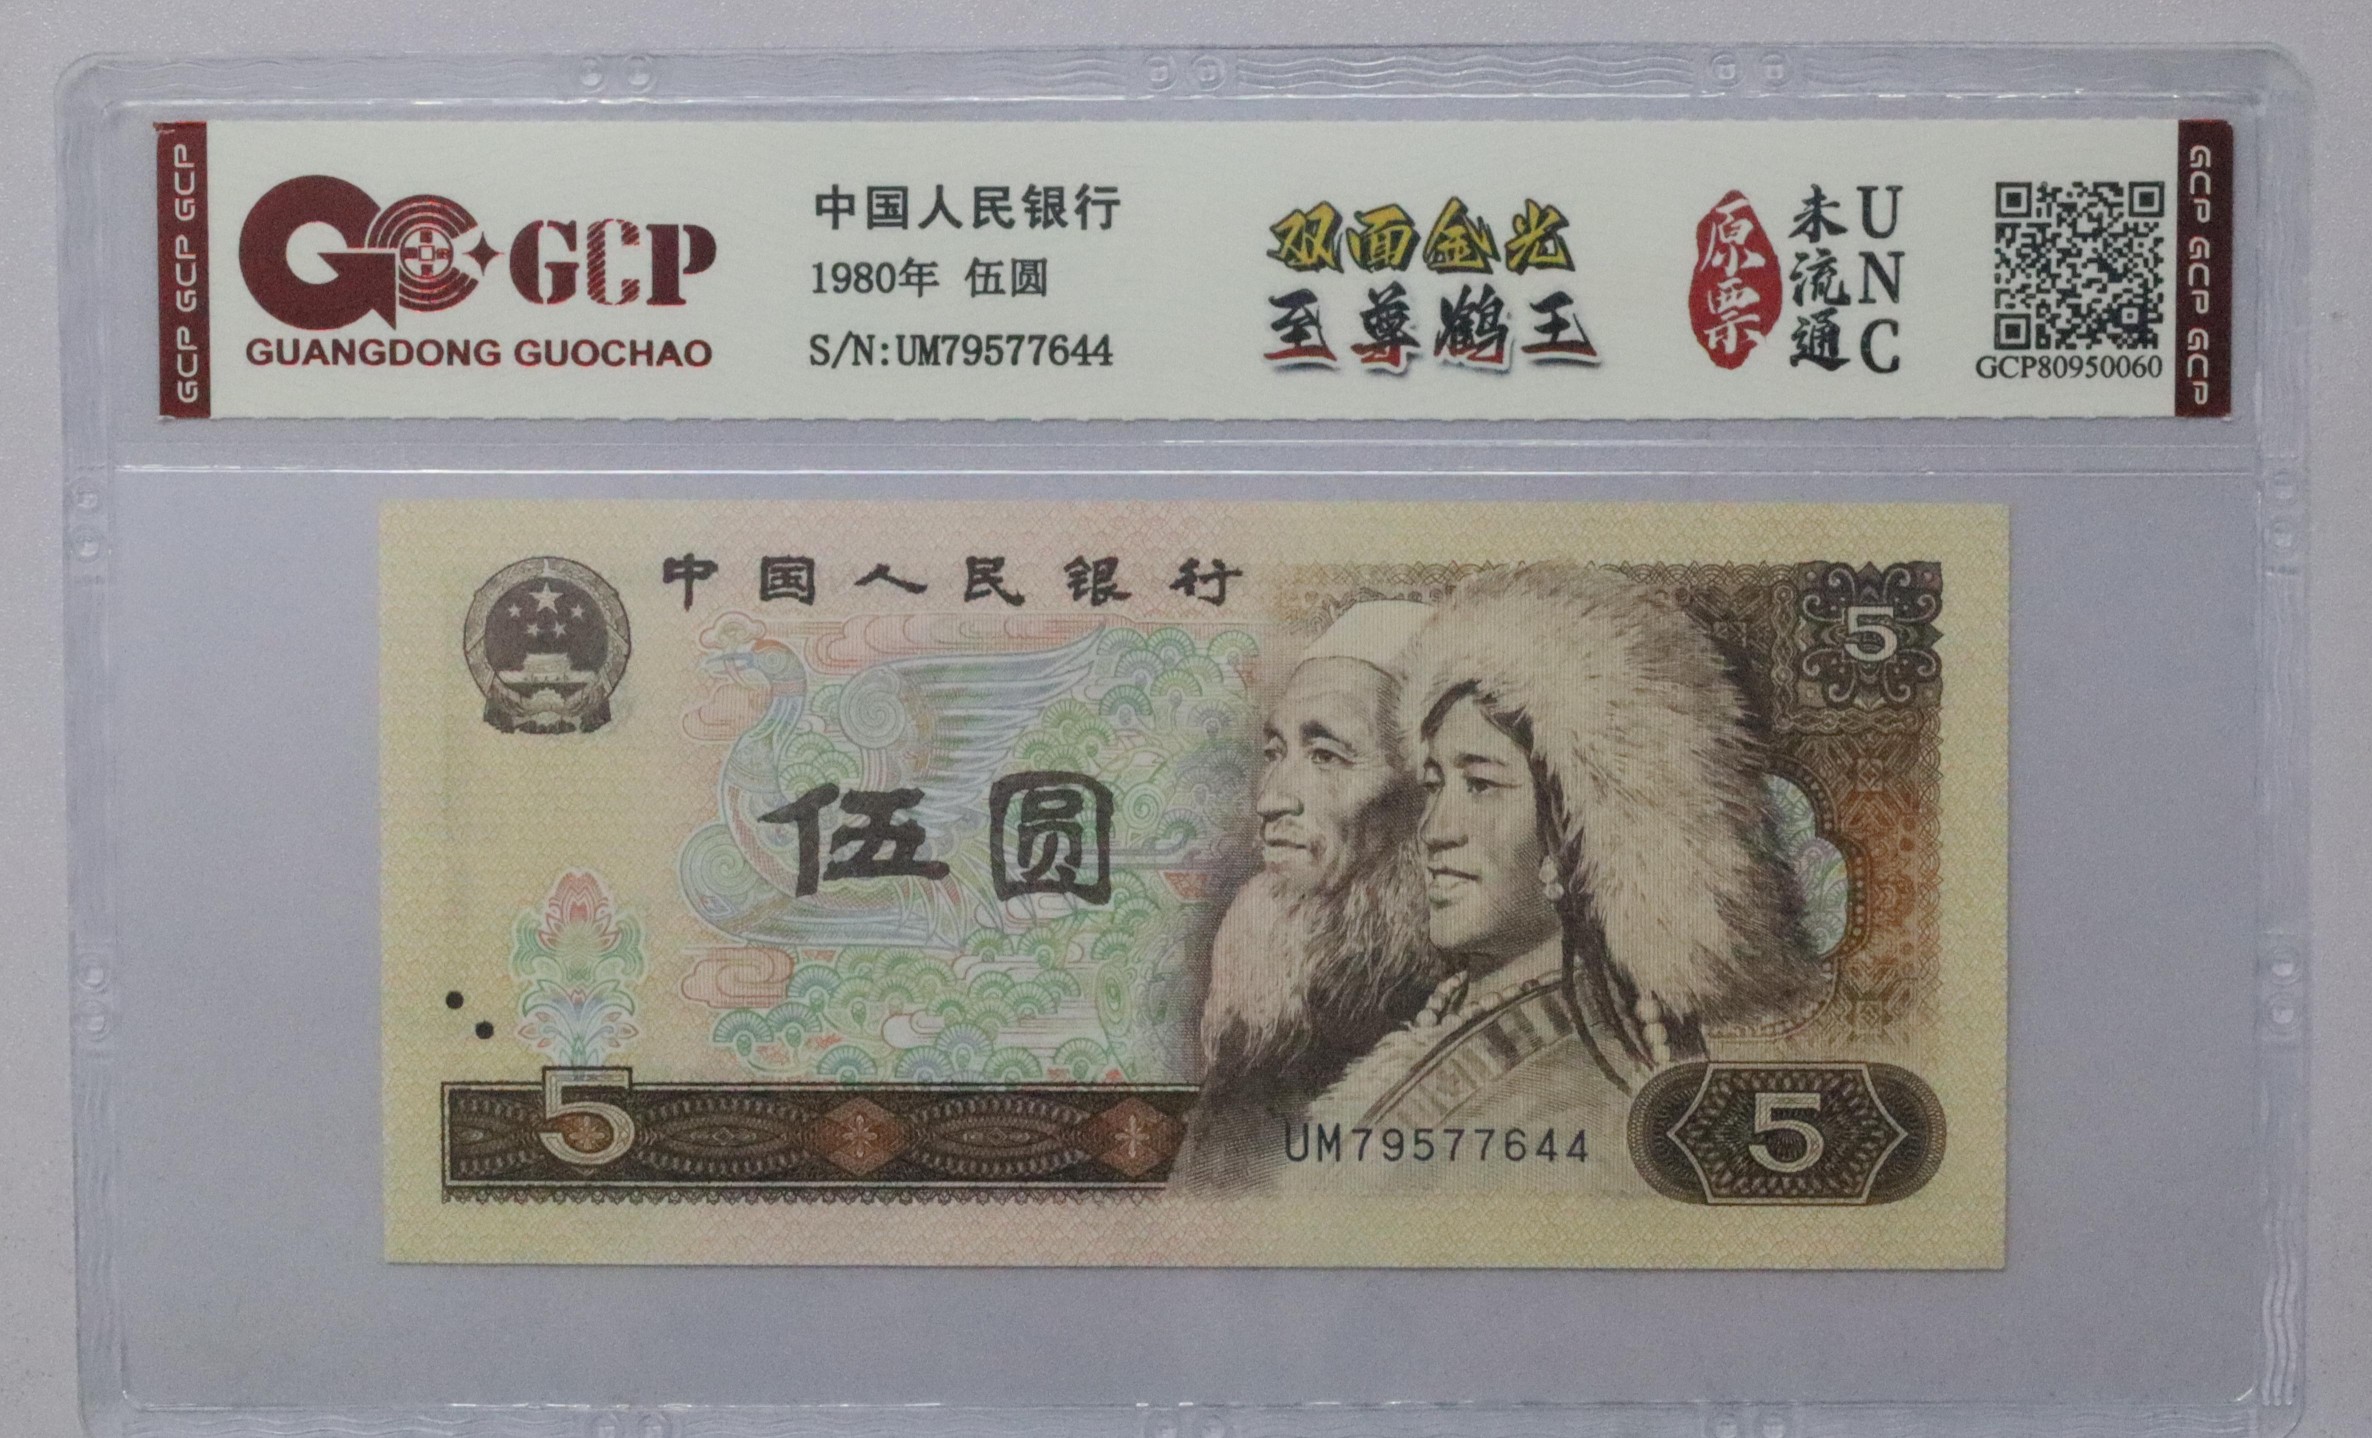 GCP GCP GCP
GCP
GUANGDONG GUOCHAO
中国人民银行
1980年 伍圆
S/N:UM79577644
双面金光
至尊鹤王
原票
未流通
UNC
GCP80950060
GCP GCP GCP
中国人民银行
5
伍圆
5
UM79577644
5